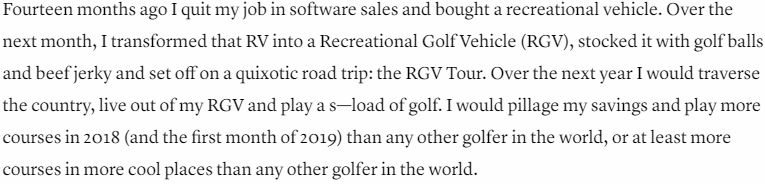 Fourteen months ago I quit my job in software sales and bought a recreational vehicle. Over the
next month, I transformed that RV into a Recreational Golf Vehicle (RGV), stocked it with golf balls
and beef jerky and set off on a quixotic road trip: the RGV Tour. Over the next year I would traverse
the country, live out of my RGV and play a s—load of golf. I would pillage my savings and play more
courses in 2018 (and the first month of 2019) than any other golfer in the world, or at least more
courses in more cool places than any other golfer in the world.